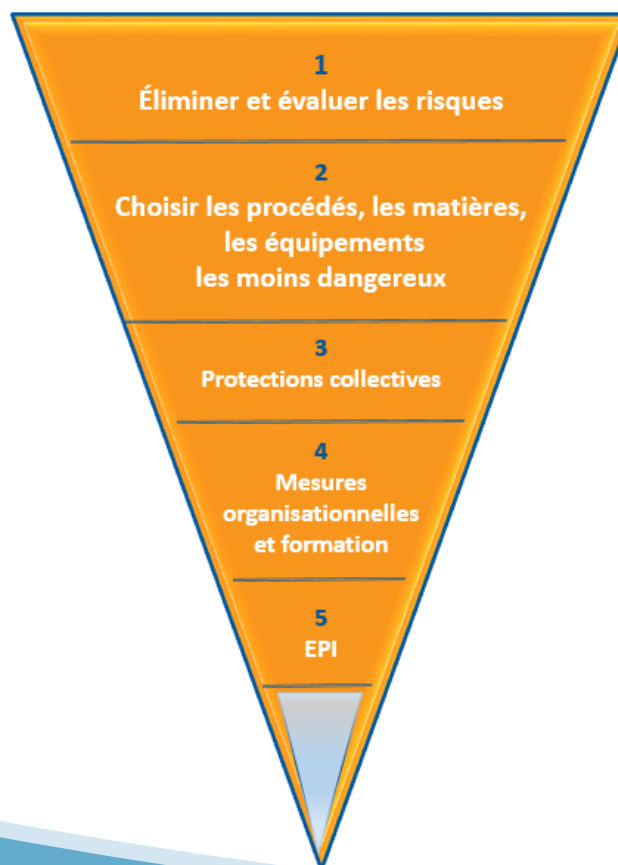 1
Éliminer et évaluer les risques
2
Choisir les procédés, les matières,
les équipements
les moins dangereux
3
Protections collectives
4
Mesures
organisationnelles
et formation
5
EPI